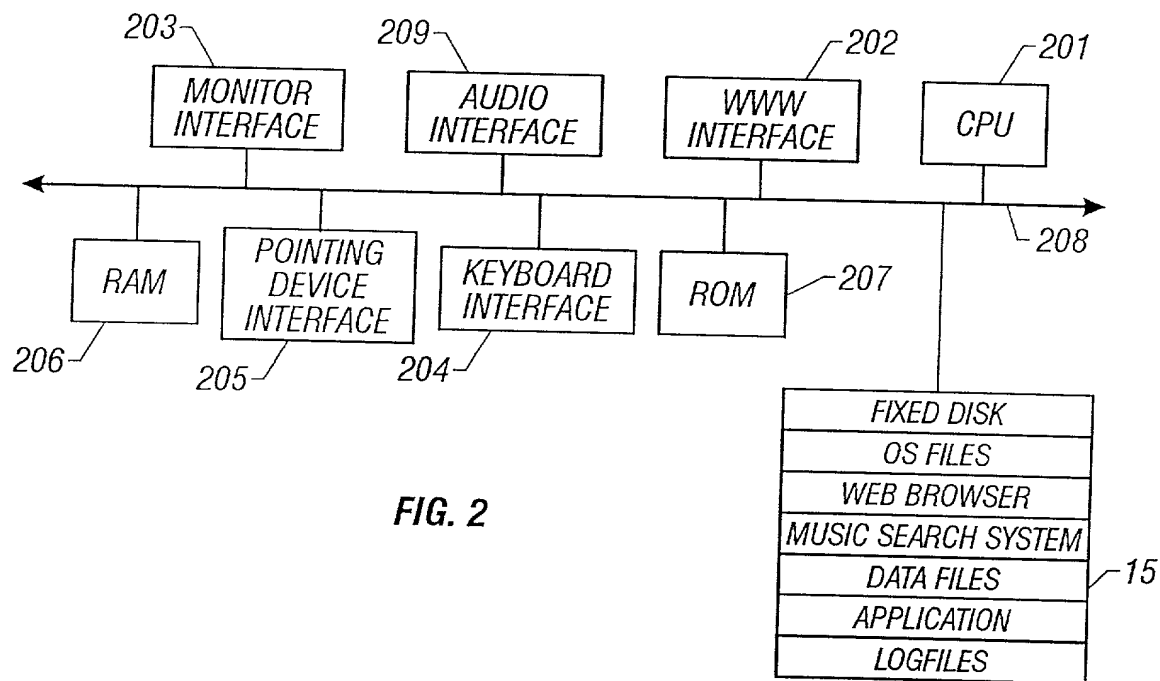 203
209
202
201
MONITOR
INTERFACE
AUDIO
INTERFACE
WWW
INTERFACE
CPU
208
RAM
POINTING
DEVICE
INTERFACE
KEYBOARD
INTERFACE
ROM
207
206
205
204
FIXED DISK
OS FILES
WEB BROWSER
MUSIC SEARCH SYSTEM
DATA FILES
APPLICATION
LOGFILES
15
FIG. 2